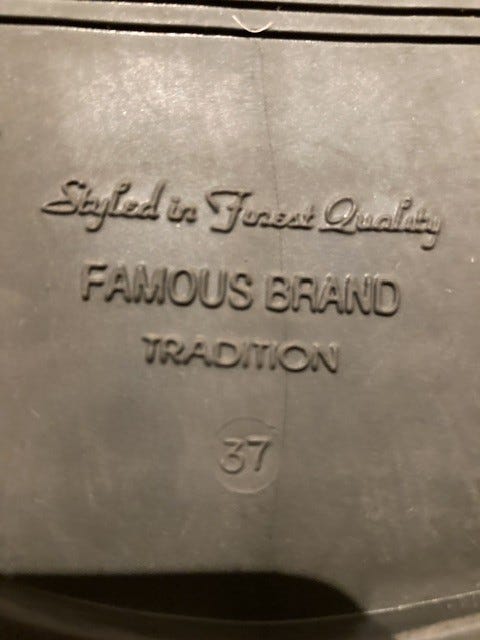 Styled in Finest Quality
FAMOUS BRAND
TRADITION
37